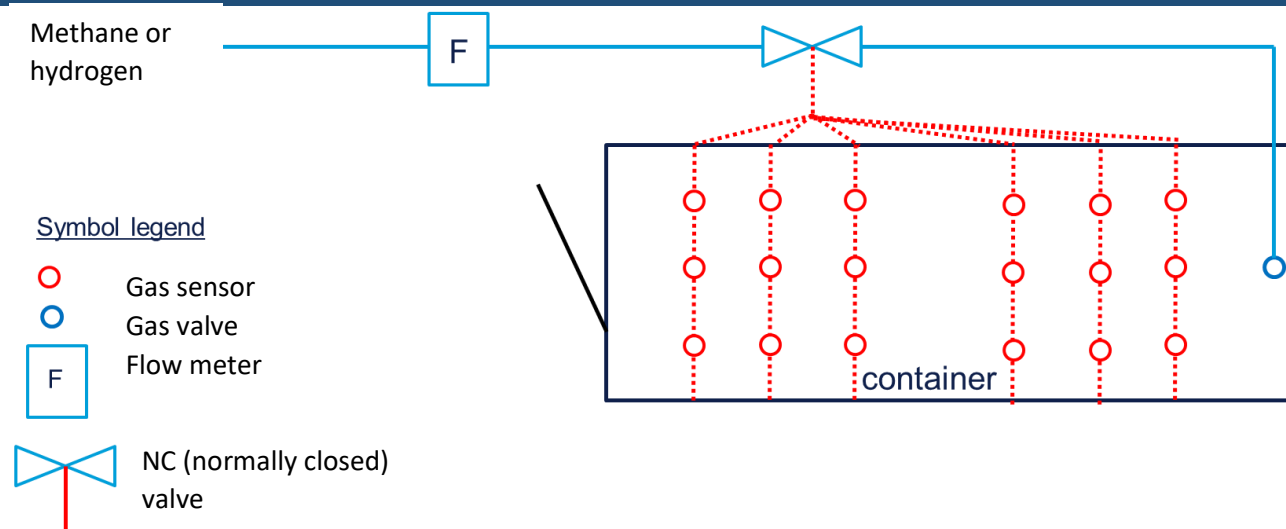 Methane or
hydrogen
F
Symbol legend
Gas sensor
Gas valve
Flow meter
F
container
NC (normally closed)
valve